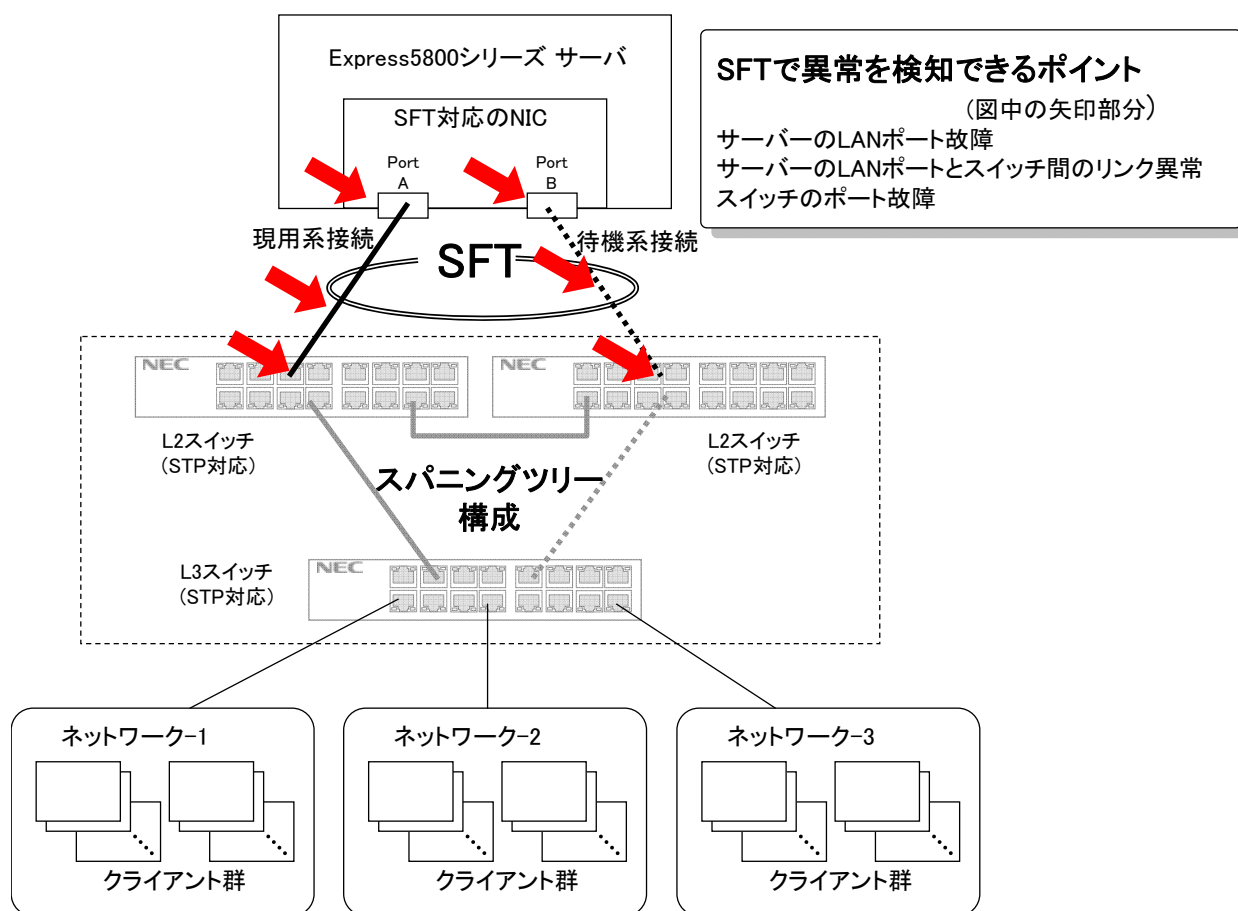 Express5800シリーズ サーバ
SFT対応のNIC
Port
A
Port
B
SFTで異常を検知できるポイント
(図中の矢印部分)
サーバーのLANポート故障
サーバーのLANポートとスイッチ間のリンク異常
スイッチのポート故障
現用系接続
SFT
待機系接続
NEC
NEC
L2スイッチ
(STP対応)
L2スイッチ
(STP対応)
スパニングツリー
構成
L3スイッチ
(STP対応)
NEC
ネットワーク-1
クライアント群
ネットワーク-2
クライアント群
ネットワーク-3
クライアント群